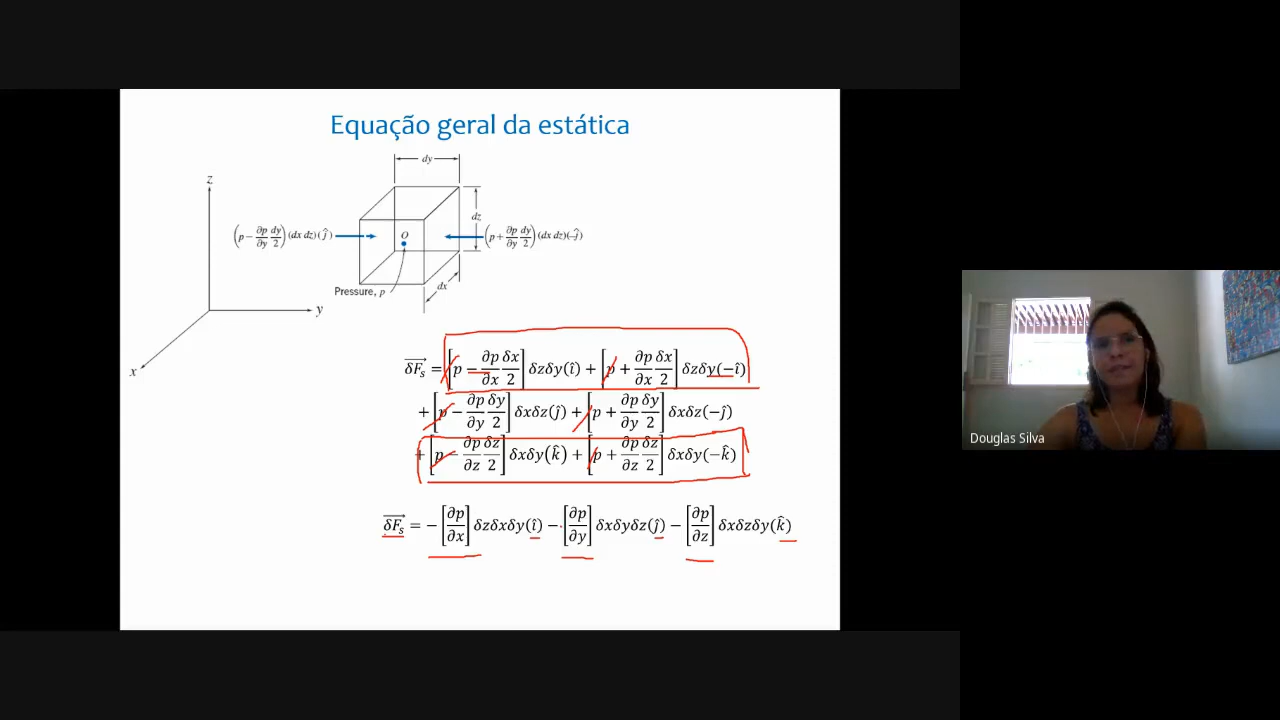 Equação geral da estática
dy
z
dz
(p − ∂p/∂y dy/2)(dx dz)(ĵ)
O
(p + ∂p/∂y dy/2)(dx dz)(−ĵ)
Pressure, p
dx
y
x
δF⃗s = [p − ∂p/∂x δx/2] δzδy(î) + [p + ∂p/∂x δx/2] δzδy(−î)
+ [p − ∂p/∂y δy/2] δxδz(ĵ) + [p + ∂p/∂y δy/2] δxδz(−ĵ)
+ [p − ∂p/∂z δz/2] δxδy(k̂) + [p + ∂p/∂z δz/2] δxδy(−k̂)
δF⃗s = −[∂p/∂x] δzδxδy(î) − [∂p/∂y] δxδyδz(ĵ) − [∂p/∂z] δxδzδy(k̂)
Douglas Silva